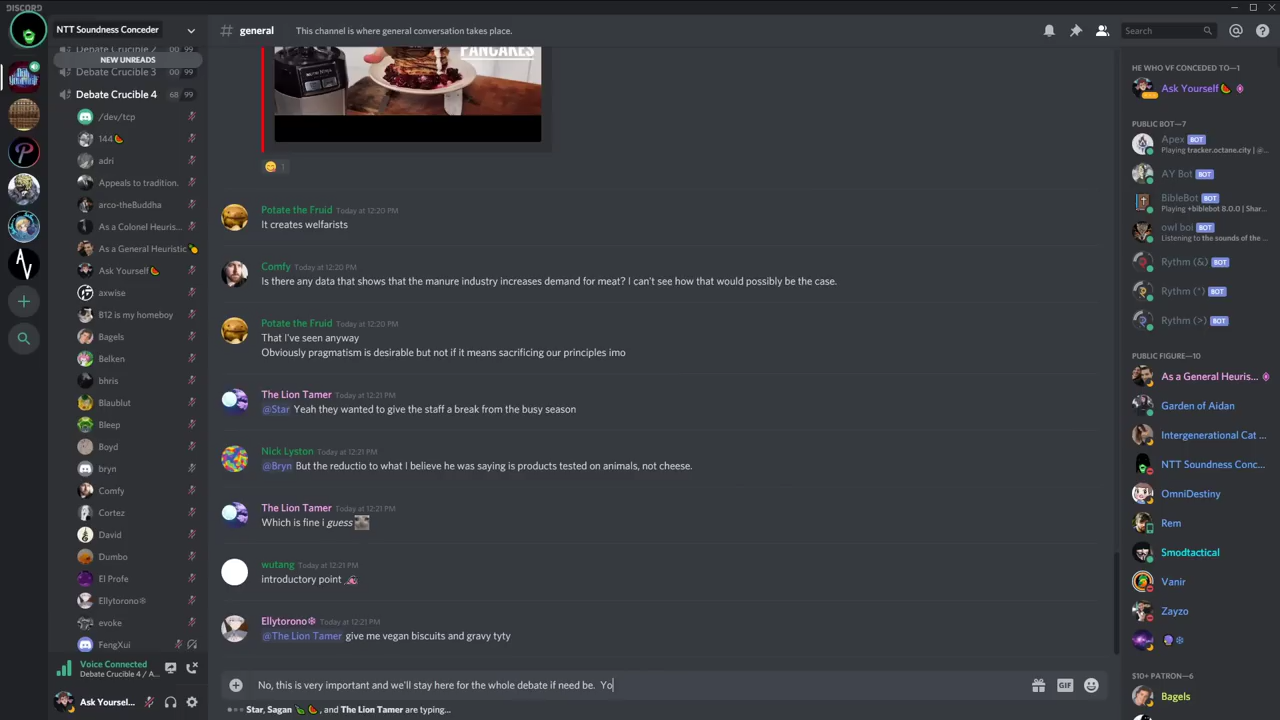 DISCORD
NTT Soundness Conceder
# general
This channel is where general conversation takes place.
Search
Debate Crucible 2 00 99
NEW UNREADS
Debate Crucible 3 00 99
Debate Crucible 4 68 99
/dev/tcp
144
adri
Appeals to tradition.
arco-theBuddha
As a Colonel Heuris...
As a General Heuristic
Ask Yourself
axwise
B12 is my homeboy
Bagels
Belken
bhris
Blaublut
Bleep
Boyd
bryn
Comfy
Cortez
David
Dumbo
El Profe
Ellytorono❄
evoke
FengXui
Voice Connected
Debate Crucible 4 / A...
Ask Yoursel...
PANCAKES
1
Potate the Fruid Today at 12:20 PM
It creates welfarists
Comfy Today at 12:20 PM
Is there any data that shows that the manure industry increases demand for meat? I can't see how that would possibly be the case.
Potate the Fruid Today at 12:20 PM
That I've seen anyway
Obviously pragmatism is desirable but not if it means sacrificing our principles imo
The Lion Tamer Today at 12:21 PM
@Star Yeah they wanted to give the staff a break from the busy season
Nick Lyston Today at 12:21 PM
@Bryn But the reductio to what I believe he was saying is products tested on animals, not cheese.
The Lion Tamer Today at 12:21 PM
Which is fine i guess
wutang Today at 12:21 PM
introductory point
Ellytorono❄ Today at 12:21 PM
@The Lion Tamer give me vegan biscuits and gravy tyty
No, this is very important and we'll stay here for the whole debate if need be. Yo
GIF
Star, Sagan and The Lion Tamer are typing...
HE WHO VF CONCEDED TO—1
Ask Yourself
PUBLIC BOT—7
Apex BOT
Playing tracker.octane.city | @...
AY Bot BOT
BibleBot BOT
Playing +biblebot 8.0.0 | Shar...
owl boi BOT
Listening to the sounds of the ...
Rythm (&) BOT
Rythm (*) BOT
Rythm (>) BOT
PUBLIC FIGURE—10
As a General Heuris...
Garden of Aidan
Intergenerational Cat ...
NTT Soundness Conc...
OmniDestiny
Rem
Smodtactical
Vanir
Zayzo
$10+ PATRON—6
Bagels